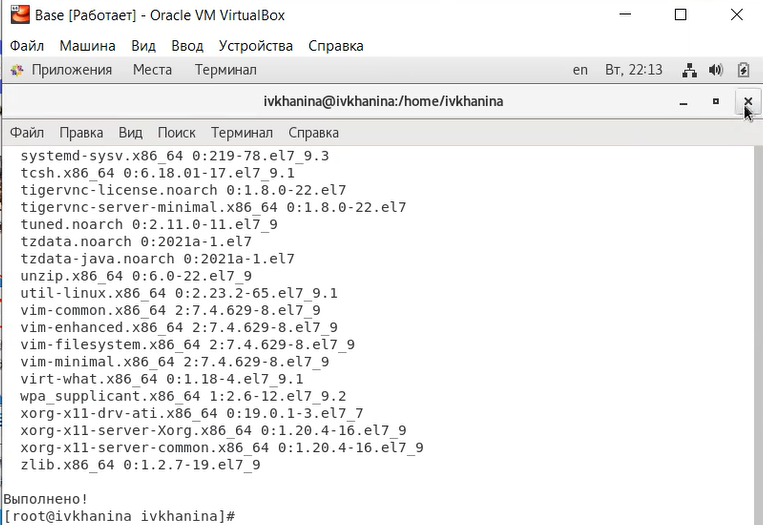 Base [Работает] - Oracle VM VirtualBox
Файл Машина Вид Ввод Устройства Справка
Приложения Места Терминал en Вт, 22:13
ivkhanina@ivkhanina:/home/ivkhanina
Файл Правка Вид Поиск Терминал Справка
systemd-sysv.x86_64 0:219-78.el7_9.3
tcsh.x86_64 0:6.18.01-17.el7_9.1
tigervnc-license.noarch 0:1.8.0-22.el7
tigervnc-server-minimal.x86_64 0:1.8.0-22.el7
tuned.noarch 0:2.11.0-11.el7_9
tzdata.noarch 0:2021a-1.el7
tzdata-java.noarch 0:2021a-1.el7
unzip.x86_64 0:6.0-22.el7_9
util-linux.x86_64 0:2.23.2-65.el7_9.1
vim-common.x86_64 2:7.4.629-8.el7_9
vim-enhanced.x86_64 2:7.4.629-8.el7_9
vim-filesystem.x86_64 2:7.4.629-8.el7_9
vim-minimal.x86_64 2:7.4.629-8.el7_9
virt-what.x86_64 0:1.18-4.el7_9.1
wpa_supplicant.x86_64 1:2.6-12.el7_9.2
xorg-x11-drv-ati.x86_64 0:19.0.1-3.el7_7
xorg-x11-server-Xorg.x86_64 0:1.20.4-16.el7_9
xorg-x11-server-common.x86_64 0:1.20.4-16.el7_9
zlib.x86_64 0:1.2.7-19.el7_9
Выполнено!
[root@ivkhanina ivkhanina]#